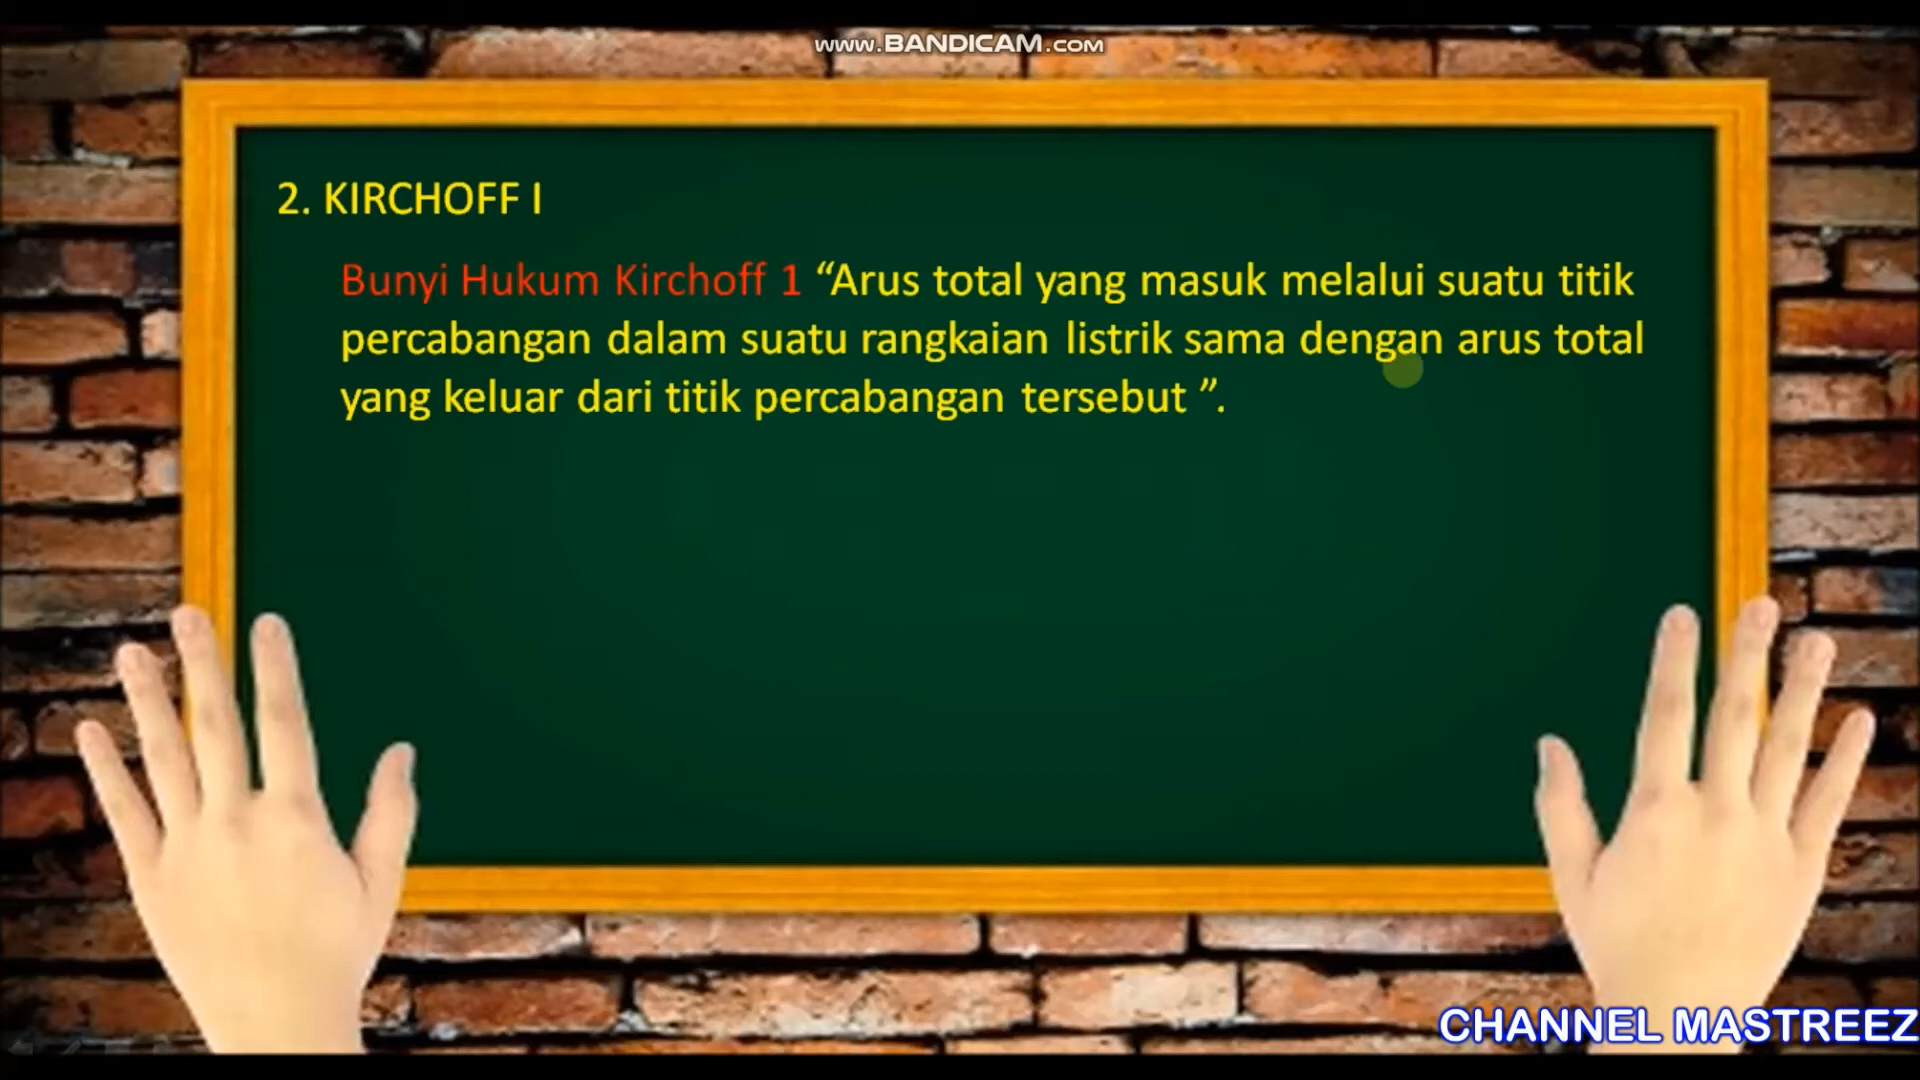 www.BANDICAM.COM
2. KIRCHOFF I
Bunyi Hukum Kirchoff 1 “Arus total yang masuk melalui suatu titik
percabangan dalam suatu rangkaian listrik sama dengan arus total
yang keluar dari titik percabangan tersebut ”.
CHANNEL MASTREEZ